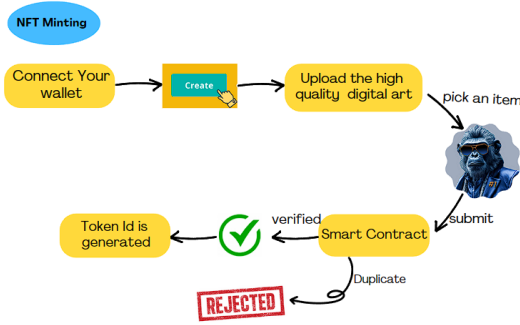 NFT Minting
Connect Your
wallet
Create
Upload the high
quality digital art
pick an item
submit
Smart Contract
verified
Token Id is
generated
Duplicate
REJECTED